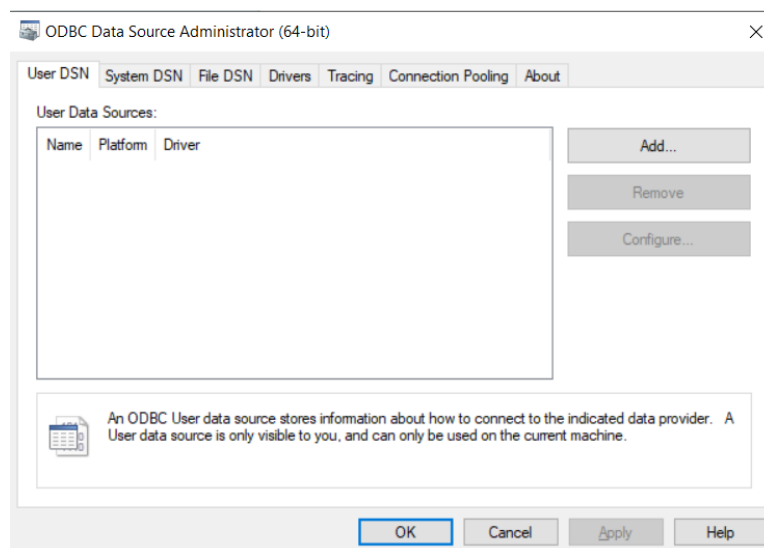 ODBC Data Source Administrator (64-bit)
User DSN System DSN File DSN Drivers Tracing Connection Pooling About
User Data Sources:
Name Platform Driver
Add...
Remove
Configure...
An ODBC User data source stores information about how to connect to the indicated data provider. A
User data source is only visible to you, and can only be used on the current machine.
OK Cancel Apply Help